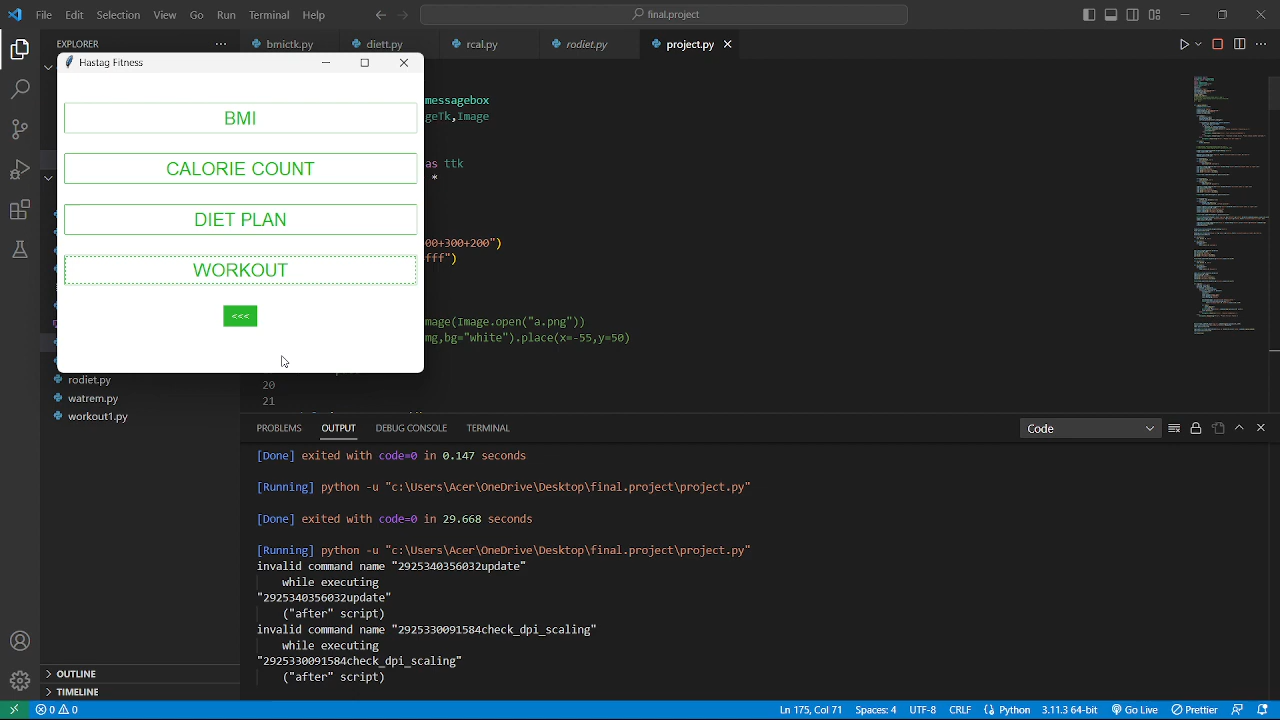 File Edit Selection View Go Run Terminal Help
final.project
EXPLORER
bmictk.py
diett.py
rcal.py
rodiet.py
project.py
Hastag Fitness
BMI
CALORIE COUNT
DIET PLAN
WORKOUT
<<<
messagebox
geTk,Image
as ttk
*
00+300+200")
fff")
mage(Image.open("a.png"))
mg,bg="white").place(x=-55,y=50)
20
21
rodiet.py
watrem.py
workout1.py
PROBLEMS OUTPUT DEBUG CONSOLE TERMINAL
Code
[Done] exited with code=0 in 0.147 seconds
[Running] python -u "c:\Users\Acer\OneDrive\Desktop\final.project\project.py"
[Done] exited with code=0 in 29.668 seconds
[Running] python -u "c:\Users\Acer\OneDrive\Desktop\final.project\project.py"
invalid command name "2925340356032update"
while executing
"2925340356032update"
("after" script)
invalid command name "2925330091584check_dpi_scaling"
while executing
"2925330091584check_dpi_scaling"
("after" script)
OUTLINE
TIMELINE
0 0
Ln 175, Col 71 Spaces: 4 UTF-8 CRLF Python 3.11.3 64-bit Go Live Prettier